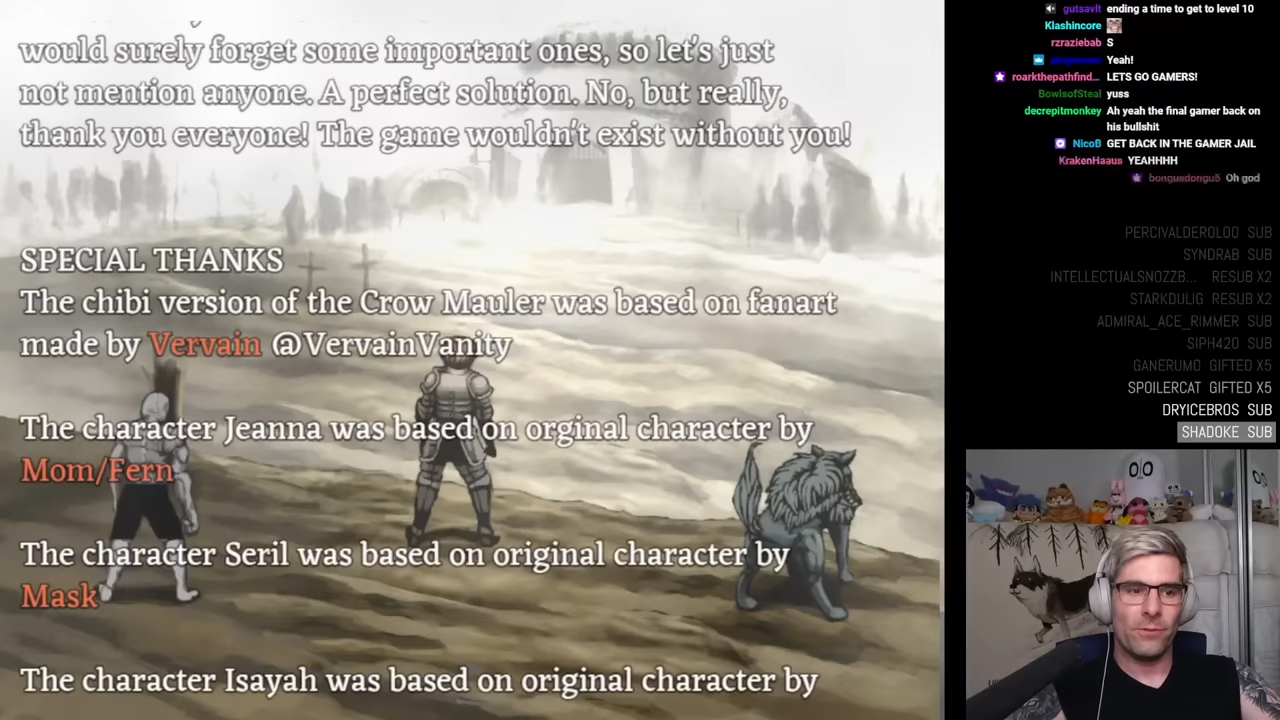 would surely forget some important ones, so let's just
not mention anyone. A perfect solution. No, but really,
thank you everyone! The game wouldn't exist without you!
SPECIAL THANKS
The chibi version of the Crow Mauler was based on fanart
made by Vervain @VervainVanity
The character Jeanna was based on orginal character by
Mom/Fern
The character Seril was based on original character by
Mask
The character Isayah was based on original character by
gutsavlt ending a time to get to level 10
Klashincore
rzraziebab S
Yeah!
roarkthepathfind... LETS GO GAMERS!
BowlsofSteal yuss
decrepitmonkey Ah yeah the final gamer back on
his bullshit
NicoB GET BACK IN THE GAMER JAIL
KrakenHaaus YEAHHHH
bongusdongu5 Oh god
PERCIVALDEROLOO SUB
SYNDRAB SUB
INTELLECTUALSNOZZB... RESUB X2
STARKDULIG RESUB X2
ADMIRAL_ACE_RIMMER SUB
SIPH420 SUB
GANERUMO GIFTED X5
SPOILERCAT GIFTED X5
DRYICEBROS SUB
SHADOKE SUB